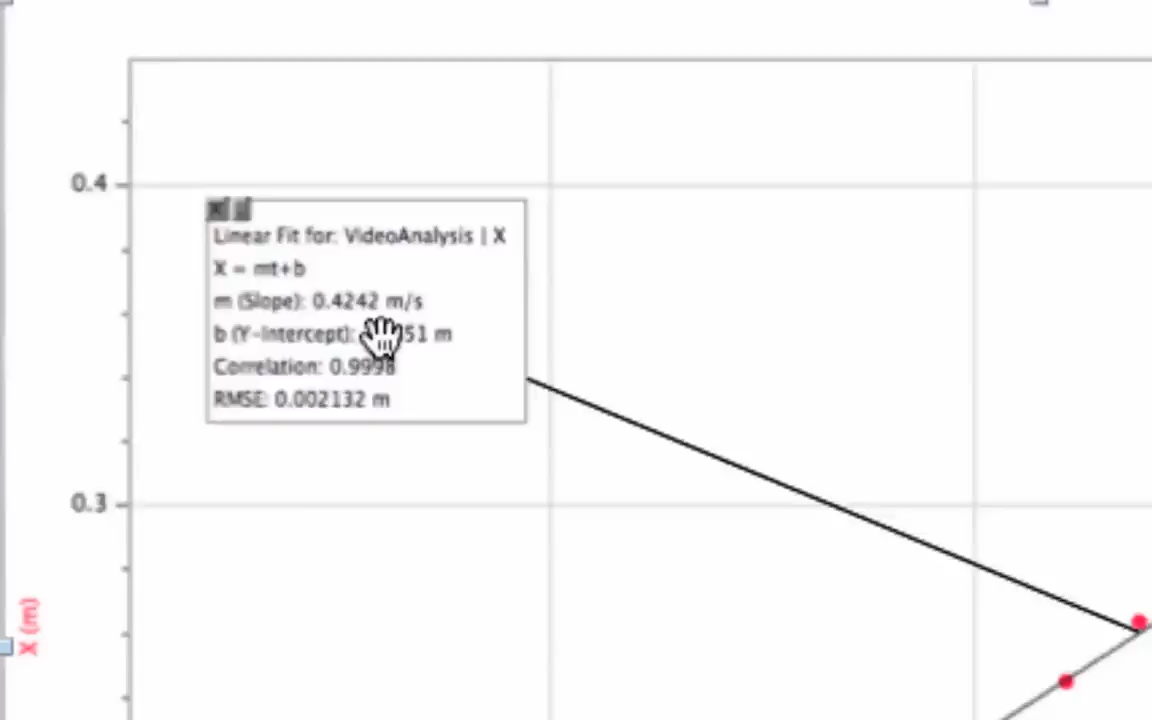 0.4
Linear Fit for: VideoAnalysis | X
X = mt+b
m (Slope): 0.4242 m/s
b (Y-Intercept): 51 m
Correlation: 0.9998
RMSE: 0.002132 m
0.3
X (m)